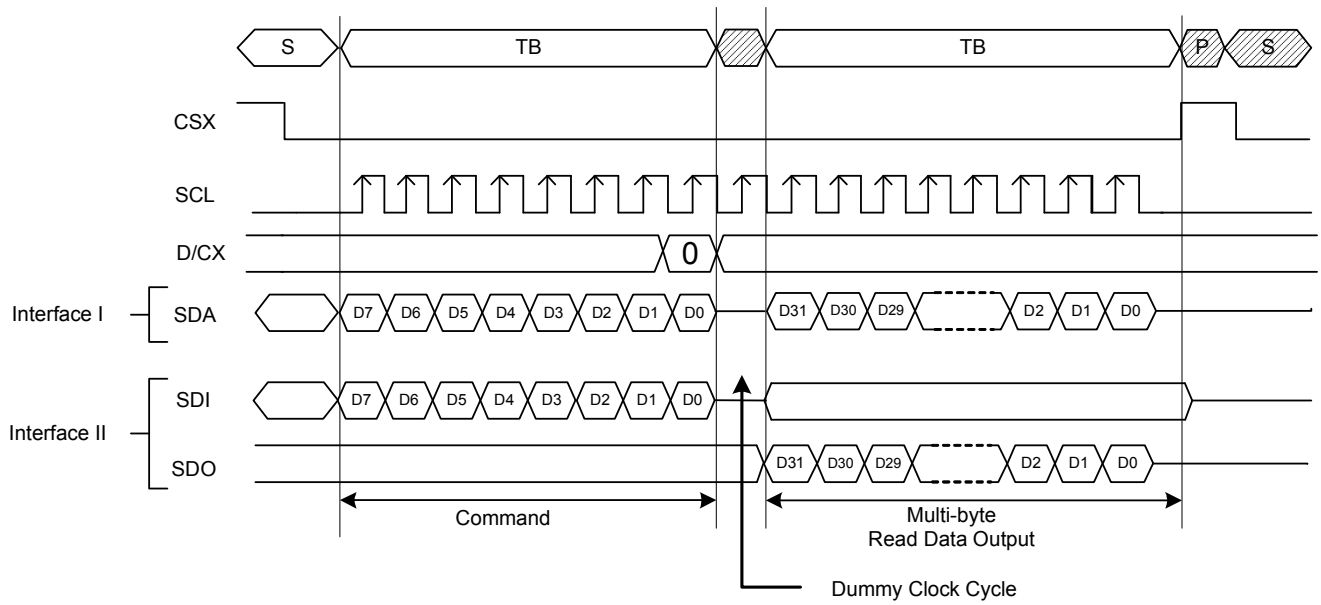 S TB TB P S
CSX
SCL
D/CX 0
Interface I SDA D7 D6 D5 D4 D3 D2 D1 D0 D31 D30 D29 D2 D1 D0
SDI D7 D6 D5 D4 D3 D2 D1 D0
Interface II
SDO D31 D30 D29 D2 D1 D0
Command
Multi-byte
Read Data Output
Dummy Clock Cycle